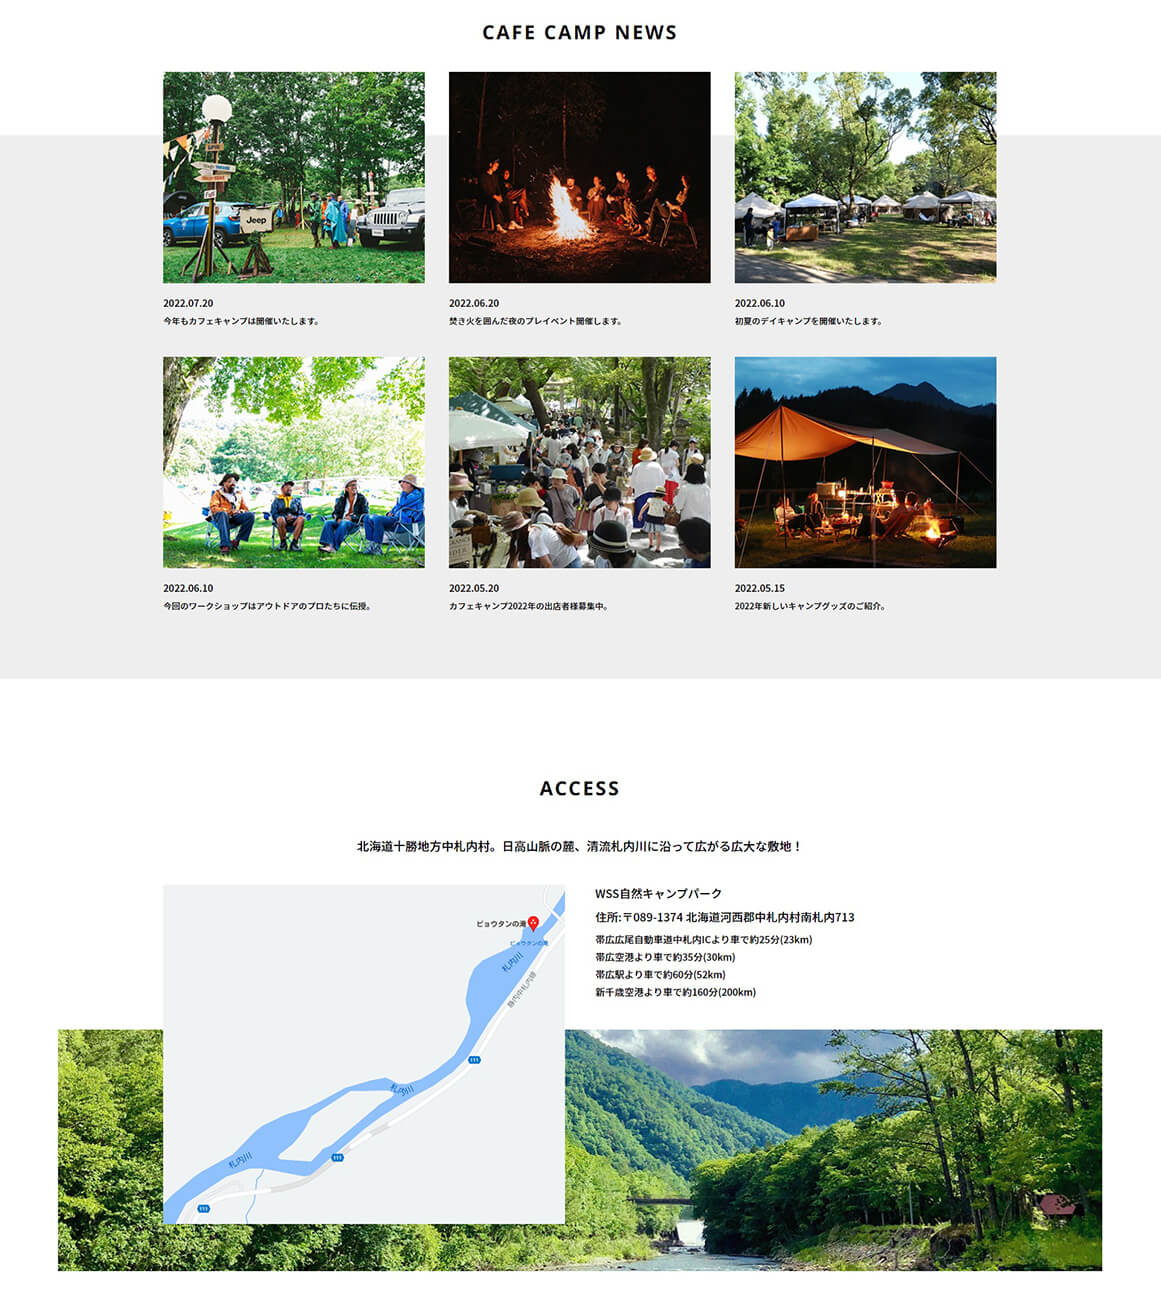 CAFE CAMP NEWS
Jeep
2022.07.20
今年もカフェキャンプは開催いたします。
2022.06.20
焚き火を囲んだ夜のプレイベント開催します。
2022.06.10
初夏のデイキャンプを開催いたします。
2022.06.10
今回のワークショップはアウトドアのプロたちに伝授。
2022.05.20
カフェキャンプ2022年の出店者様募集中。
2022.05.15
2022年新しいキャンプグッズのご紹介。
ACCESS
北海道十勝地方中札内村。日高山脈の麓、清流札内川に沿って広がる広大な敷地！
WSS自然キャンプパーク
住所:〒089-1374 北海道河西郡中札内村南札内713
帯広広尾自動車道中札内ICより車で約25分(23km)
帯広空港より車で約35分(30km)
帯広駅より車で約60分(52km)
新千歳空港より車で約160分(200km)
ピョウタンの滝
ピョウタンの滝
札内川
静内中札内線
111
札内川
111
札内川
111